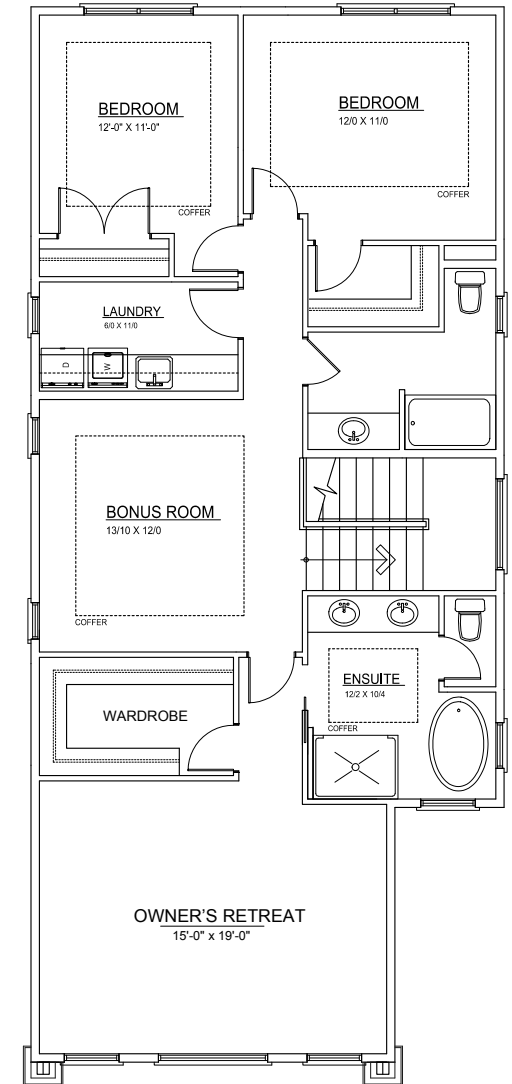 BEDROOM
12'-0" X 11'-0"
COFFER
BEDROOM
12/0 X 11/0
COFFER
LAUNDRY
6/0 X 11/0
D
W
BONUS ROOM
13/10 X 12/0
COFFER
ENSUITE
12/2 X 10/4
COFFER
WARDROBE
OWNER'S RETREAT
15'-0" x 19'-0"